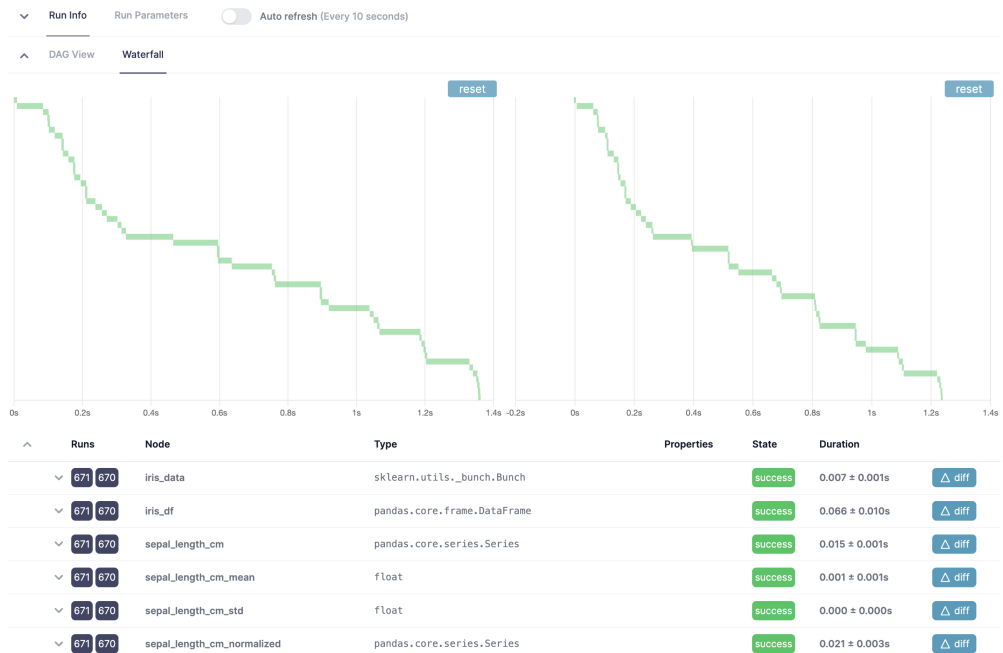 Run Info Run Parameters Auto refresh (Every 10 seconds)
DAG View Waterfall
reset reset
0s 0.2s 0.4s 0.6s 0.8s 1s 1.2s 1.4s -0.2s 0s 0.2s 0.4s 0.6s 0.8s 1s 1.2s 1.4s
Runs Node Type Properties State Duration
671 670 iris_data sklearn.utils._bunch.Bunch success 0.007 ± 0.001s △ diff
671 670 iris_df pandas.core.frame.DataFrame success 0.066 ± 0.010s △ diff
671 670 sepal_length_cm pandas.core.series.Series success 0.015 ± 0.001s △ diff
671 670 sepal_length_cm_mean float success 0.001 ± 0.001s △ diff
671 670 sepal_length_cm_std float success 0.000 ± 0.000s △ diff
671 670 sepal_length_cm_normalized pandas.core.series.Series success 0.021 ± 0.003s △ diff